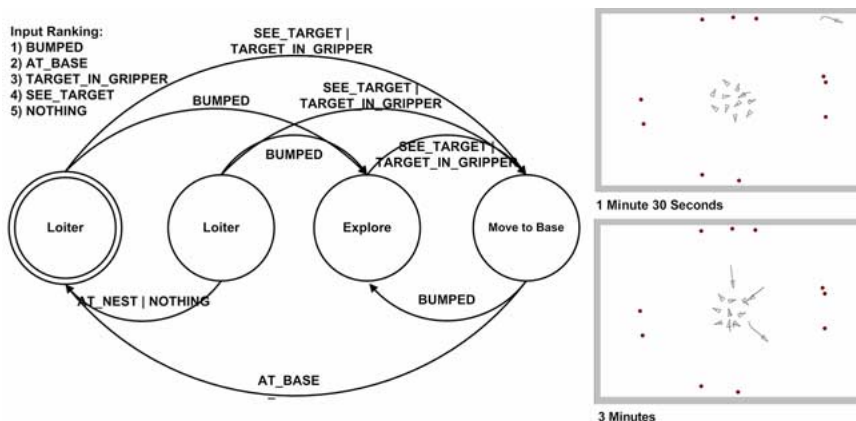 Input Ranking:
1) BUMPED
2) AT_BASE
3) TARGET_IN_GRIPPER
4) SEE_TARGET
5) NOTHING
SEE_TARGET |
TARGET_IN_GRIPPER
SEE_TARGET |
TARGET_IN_GRIPPER
BUMPED
BUMPED
SEE_TARGET |
TARGET_IN_GRIPPER
Loiter
Loiter
Explore
Move to Base
AT_NEST | NOTHING
BUMPED
AT_BASE
1 Minute 30 Seconds
3 Minutes